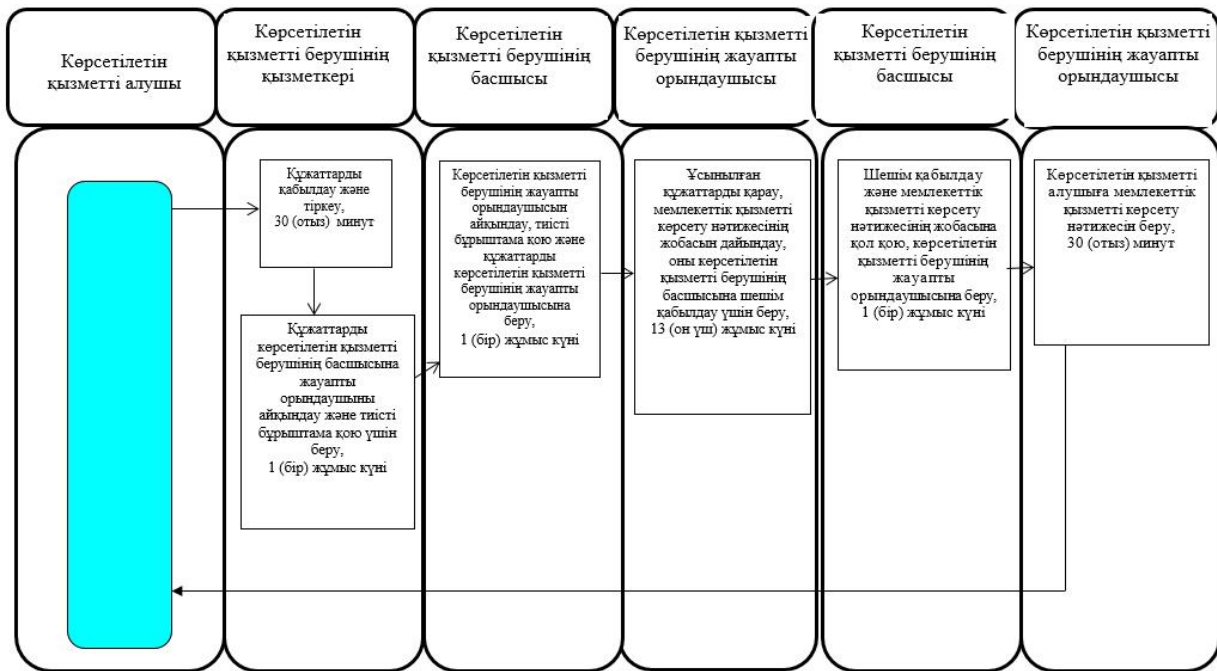 Көрсетілетін
қызметті алушы
Көрсетілетін
қызметті берушінің
қызметкері
Көрсетілетін
қызметті берушінің
басшысы
Көрсетілетін қызметті
берушінің жауапты
орындаушысы
Көрсетілетін
қызметті берушінің
басшысы
Көрсетілетін қызметті
берушінің жауапты
орындаушысы
Құжаттарды
қабылдау және
тіркеу,
30 (отыз) минут
Құжаттарды
көрсетілетін қызметті
берушінің басшысына
жауапты
орындаушыны
айқындау және тиісті
бұрыштама қою үшін
беру,
1 (бір) жұмыс күні
Көрсетілетін қызметті
берушінің жауапты
орындаушысын
айқындау, тиісті
бұрыштама қою және
құжаттарды
көрсетілетін қызметті
берушінің жауапты
орындаушысына
беру,
1 (бір) жұмыс күні
Ұсынылған
құжаттарды қарау,
мемлекеттік қызметті
көрсету нәтижесінің
жобасын дайындау,
оны көрсетілетін
қызметті берушінің
басшысына шешім
қабылдау үшін беру,
13 (он үш) жұмыс күні
Шешім қабылдау
және мемлекеттік
қызметті көрсету
нәтижесінің жобасына
қол қою, көрсетілетін
қызметті берушінің
жауапты
орындаушысына беру,
1 (бір) жұмыс күні
Көрсетілетін қызметті
алушыға мемлекеттік
қызметті көрсету
нәтижесін беру,
30 (отыз) минут